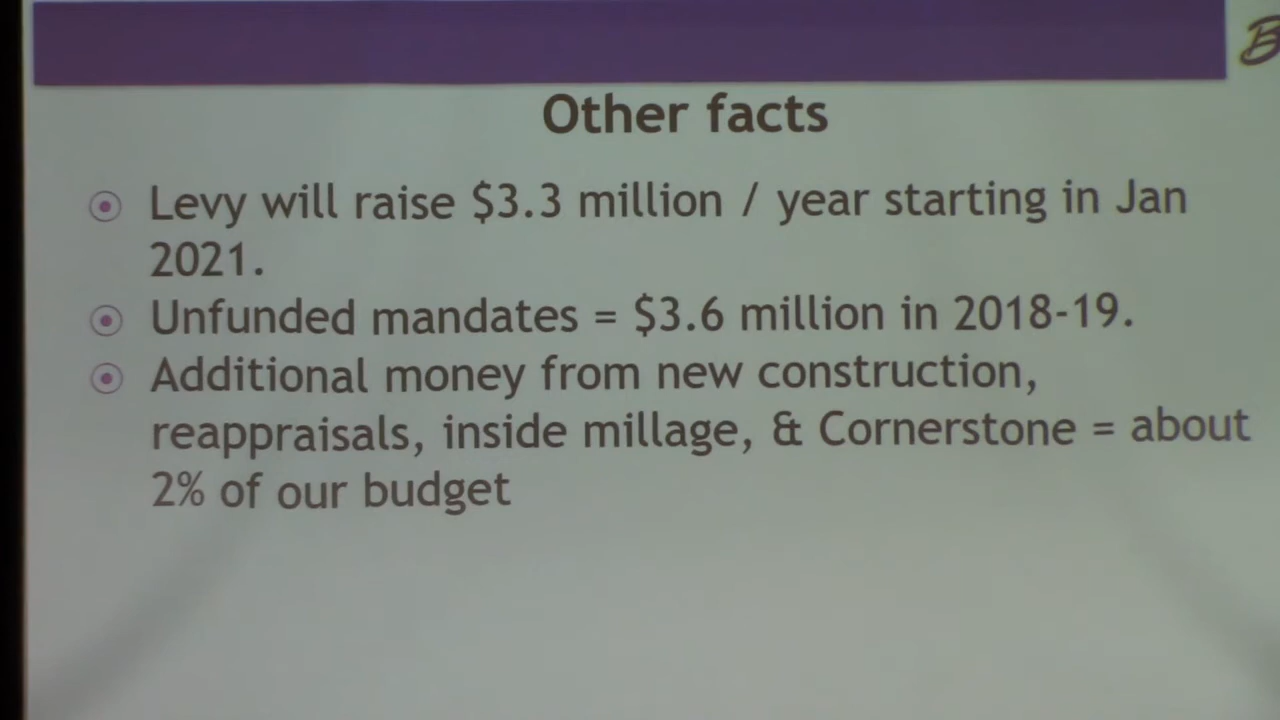 B
Other facts
Levy will raise $3.3 million / year starting in Jan
2021.
Unfunded mandates = $3.6 million in 2018-19.
Additional money from new construction,
reappraisals, inside millage, & Cornerstone = about
2% of our budget